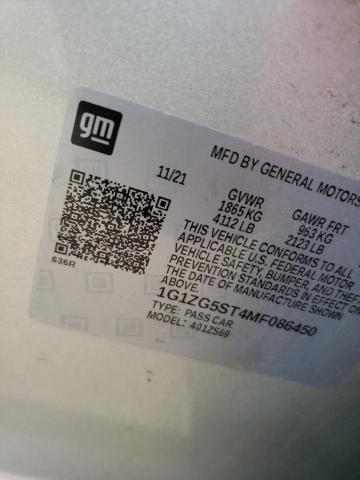 gm
MFD BY GENERAL MOTORS
11/21
GVWR GAWR FRT
1865 KG 963 KG
4112 LB 2123 LB
THIS VEHICLE CONFORMS TO ALL
APPLICABLE U.S. FEDERAL MOTOR
VEHICLE SAFETY, BUMPER, AND THEFT
PREVENTION STANDARDS IN EFFECT ON
THE DATE OF MANUFACTURE SHOWN
ABOVE.
1G1ZG5ST4MF086450
TYPE: PASS CAR
MODEL: 401ZS69
636R